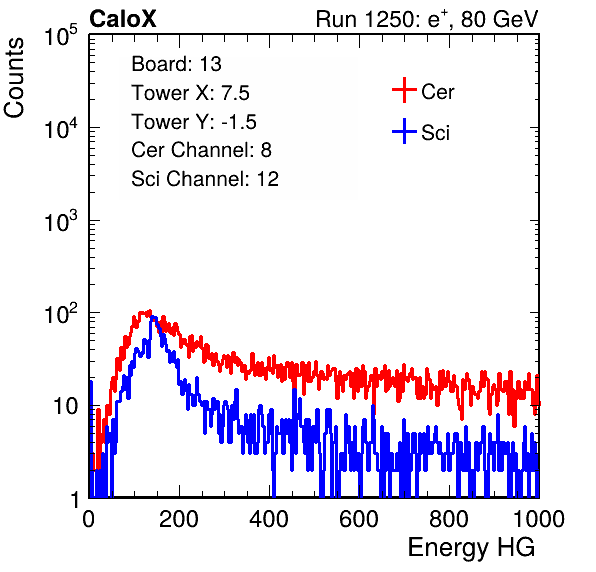 CaloX Run 1250: e⁺, 80 GeV
Counts
10⁵
10⁴
10³
10²
10
1
Board: 13
Tower X: 7.5
Tower Y: -1.5
Cer Channel: 8
Sci Channel: 12
Cer
Sci
0 200 400 600 800 1000
Energy HG